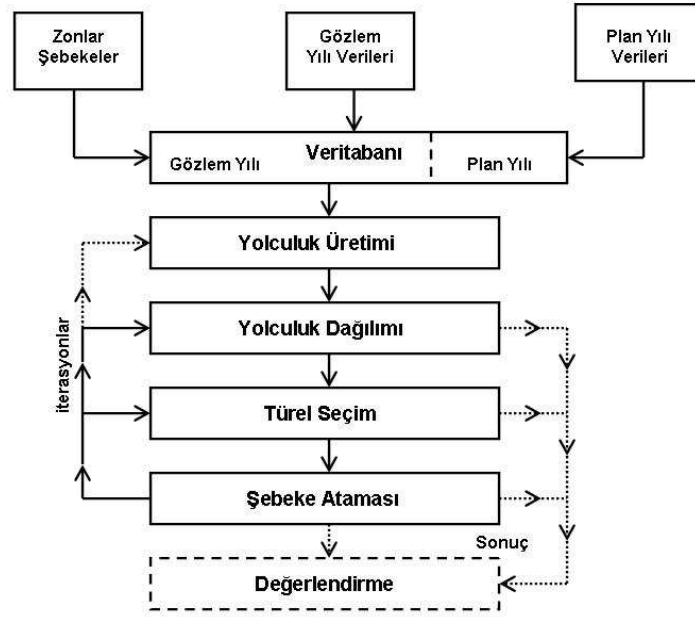 Zonlar
Şebekeler
Gözlem
Yılı Verileri
Plan Yılı
Verileri
Veritabanı
Gözlem Yılı
Plan Yılı
Yolculuk Üretimi
Yolculuk Dağılımı
iterasyonlar
Türel Seçim
Şebeke Ataması
Sonuç
Değerlendirme